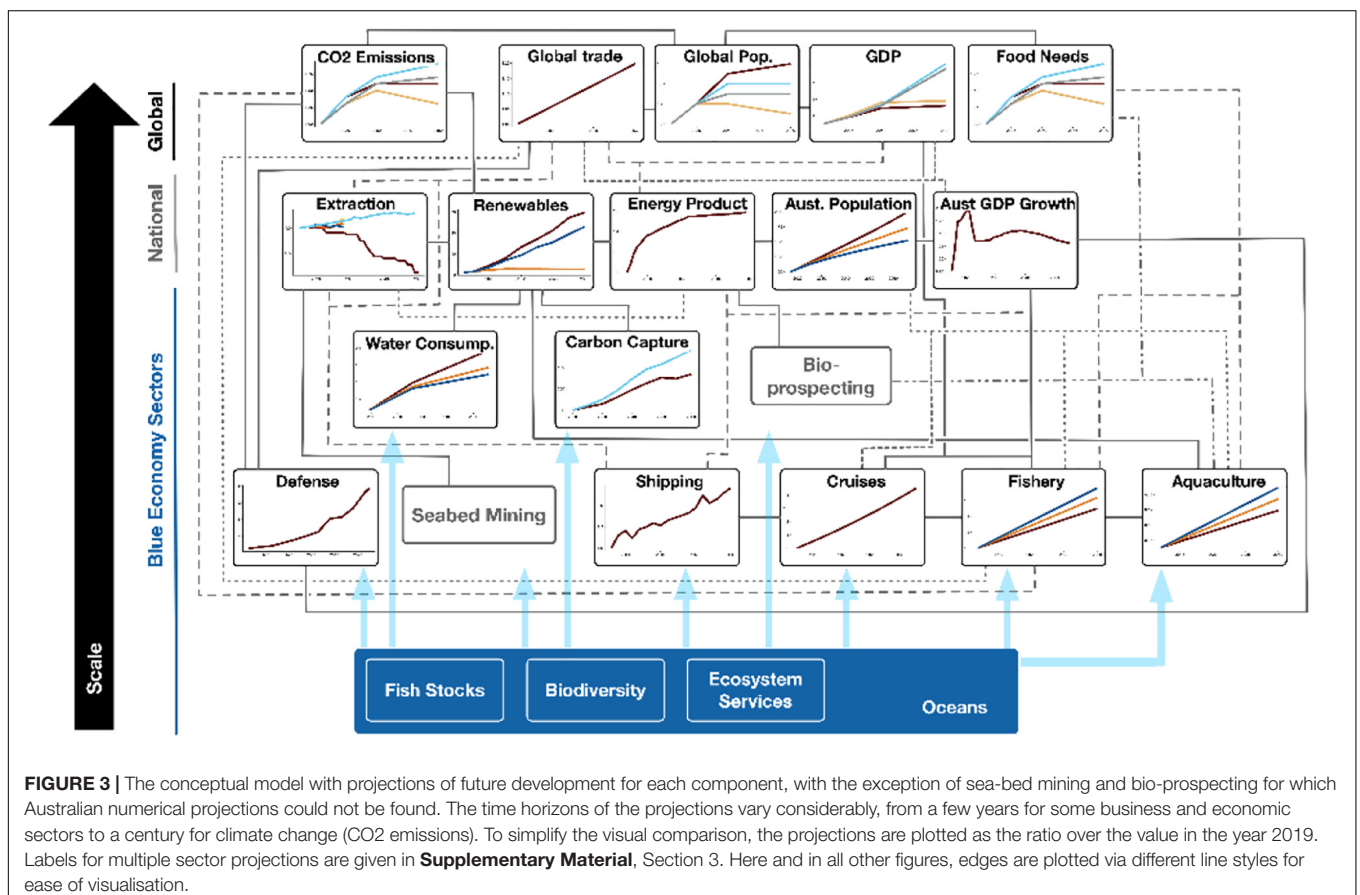 CO2 Emissions
Global trade
Global Pop.
GDP
Food Needs
Global
Extraction
Renewables
Energy Product
Aust. Population
Aust GDP Growth
National
Water Consump.
Carbon Capture
Bio-
prospecting
Blue Economy Sectors
Defense
Seabed Mining
Shipping
Cruises
Fishery
Aquaculture
Scale
Fish Stocks
Biodiversity
Ecosystem
Services
Oceans
FIGURE 3 | The conceptual model with projections of future development for each component, with the exception of sea-bed mining and bio-prospecting for which
Australian numerical projections could not be found. The time horizons of the projections vary considerably, from a few years for some business and economic
sectors to a century for climate change (CO2 emissions). To simplify the visual comparison, the projections are plotted as the ratio over the value in the year 2019.
Labels for multiple sector projections are given in Supplementary Material, Section 3. Here and in all other figures, edges are plotted via different line styles for
ease of visualisation.